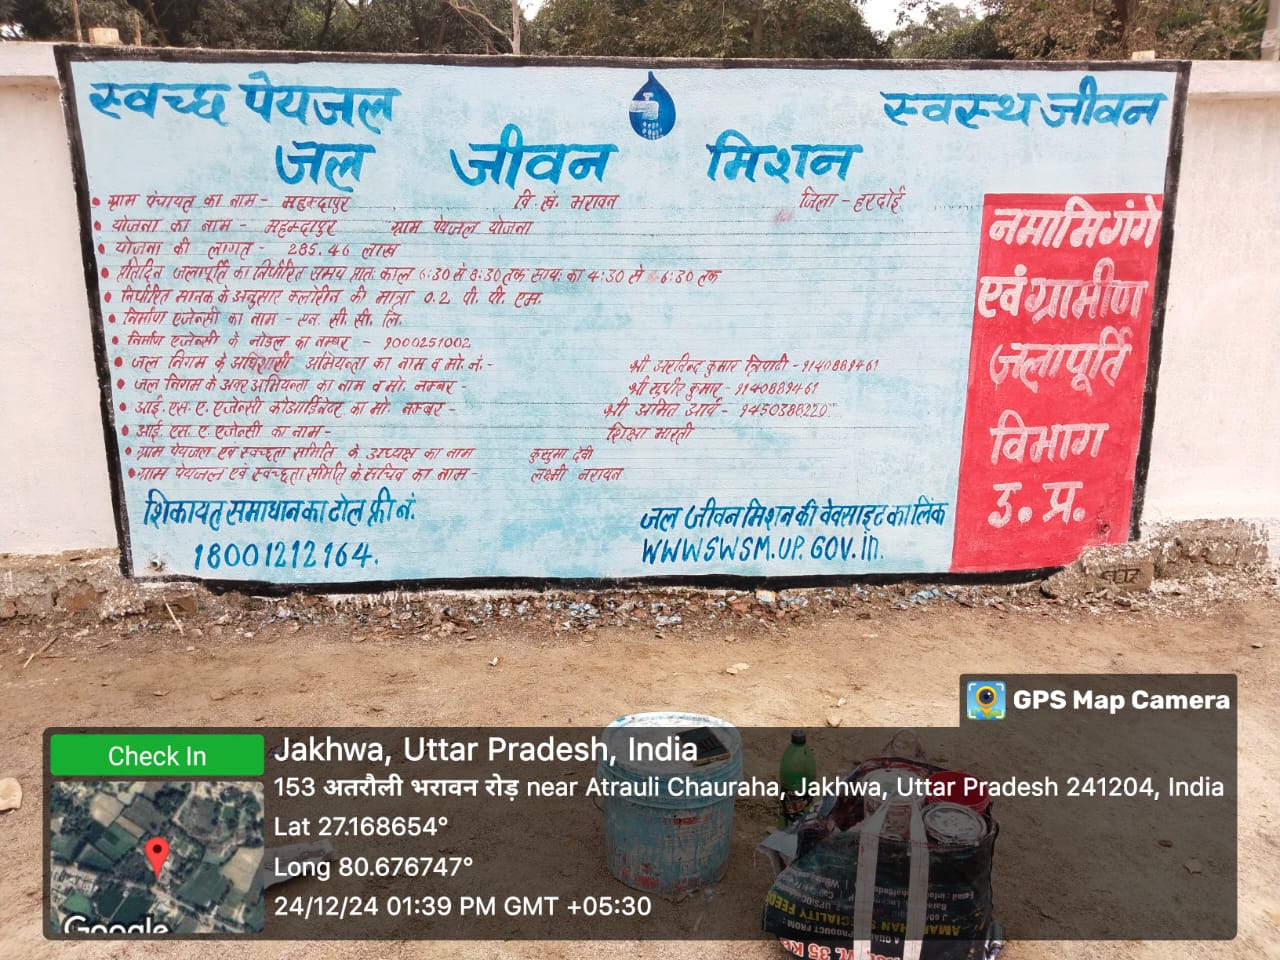 स्वच्छ पेयजल
स्वस्थ जीवन
जल जीवन मिशन
ग्राम पंचायत का नाम - महमदापुर वि. खं. भरावन जिला - हरदोई
योजना का नाम - महमदापुर ग्राम पेयजल योजना
योजना की लागत - 285.46 लाख
प्रतिदिन जलापूर्ति का निर्धारित समय प्रातः काल 6:30 से 8:30 तक सायः का 4:30 से 6:30 तक
निर्धारित मानक के अनुसार क्लोरीन की मात्रा 0.2 पी. पी. एम.
निर्माण एजेन्सी का नाम - एन. सी. सी. लि.
निर्माण एजेन्सी के नोडल का नम्बर - 9000251002
जल निगम के अधिशासी अभियन्ता का नाम व मो. नं. - श्री अरविन्द कुमार त्रिपाठी - 9140889461
जल निगम के अवर अभियन्ता का नाम व मो. नम्बर - श्री सुधीर कुमार - 9140889461
आई. एस. ए. एजेन्सी कोआर्डिनेटर का मो. नम्बर - श्री अमित आर्य - 9450388220
आई एस. ए. एजेन्सी का नाम - शिक्षा भारती
ग्राम पेयजल एवं स्वच्छता समिति के अध्यक्ष का नाम कुसुमा देवी
ग्राम पेयजल एवं स्वच्छता समिति के सचिव का नाम - लक्ष्मी नरायन
शिकायत समाधान का टोल फ्री नं.
18001212164.
जल जीवन मिशन की वेबसाइट का लिंक
WWWSWSM.UP.GOV.in.
नमामि गंगे
एवं ग्रामीण
जलापूर्ति
विभाग
उ. प्र.
GPS Map Camera
Check In
Jakhwa, Uttar Pradesh, India
153 अतरौली भरावन रोड़ near Atrauli Chauraha, Jakhwa, Uttar Pradesh 241204, India
Lat 27.168654°
Long 80.676747°
24/12/24 01:39 PM GMT +05:30
Google